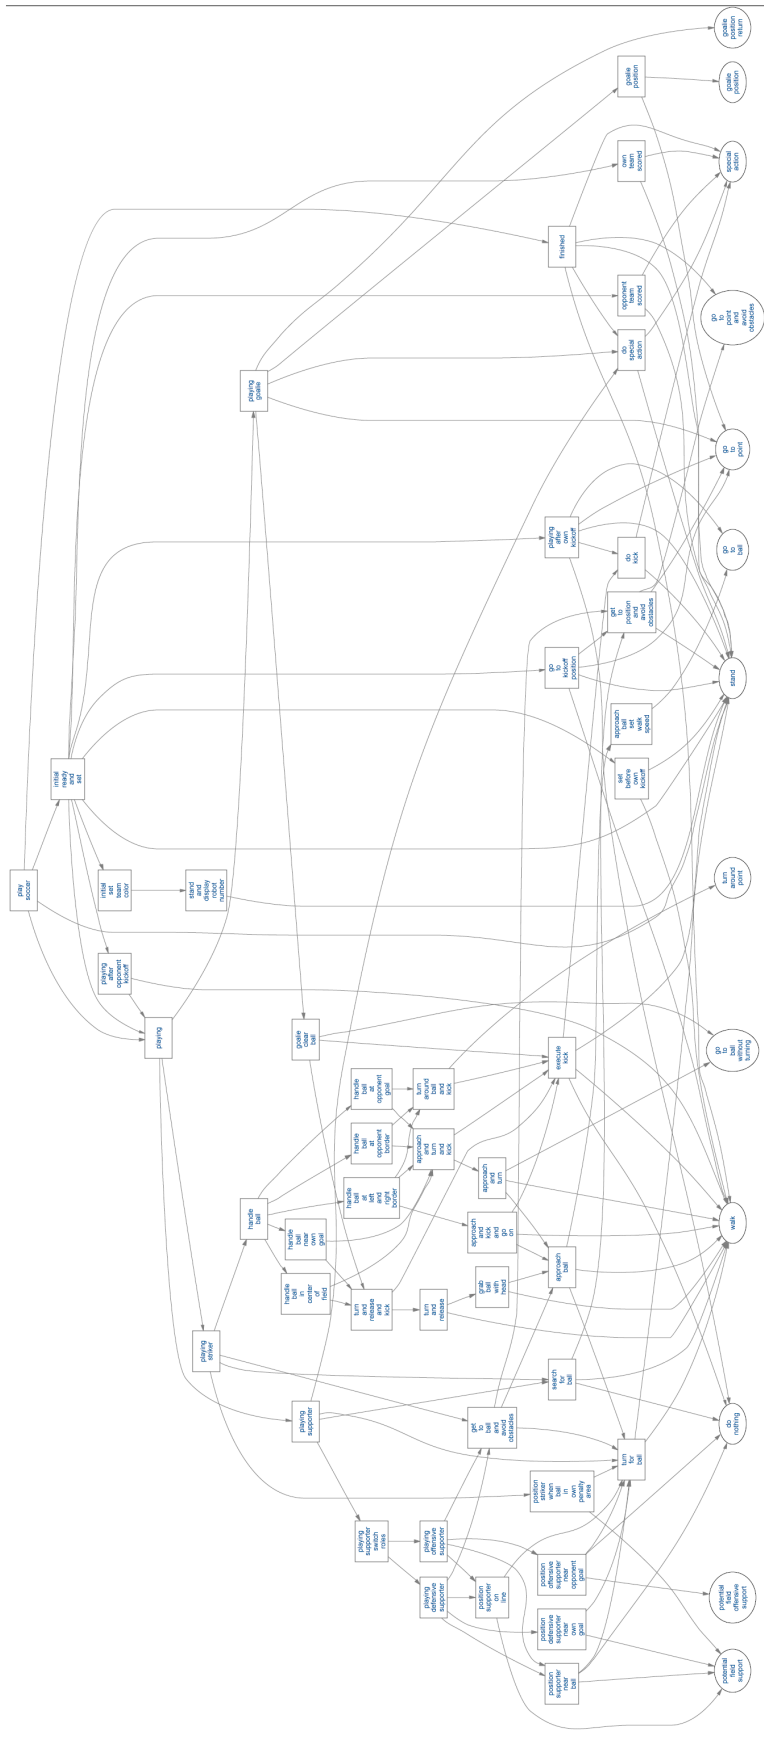 goalie
position
return
goalie
position
goalie
position
own
team
scored
special
action
finished
opponent
team
scored
go
to
point
and
avoid
obstacles
do
special
action
playing
goalie
go
to
point
playing
after
own
kickoff
do
kick
go
to
ball
get
to
position
and
avoid
obstacles
go
to
kickoff
position
stand
approach
ball
set
walk
speed
initial
ready
and
set
set
before
own
kickoff
play
soccer
initial
set
team
color
stand
and
display
robot
number
turn
around
point
playing
after
opponent
kickoff
playing
goalie
clear
ball
go
to
ball
without
turning
execute
kick
handle
ball
at
opponent
goal
turn
around
ball
and
kick
handle
ball
at
opponent
border
approach
and
turn
and
kick
approach
and
turn
handle
ball
at
left
and
right
border
handle
ball
handle
ball
near
own
goal
approach
and
kick
and
go
on
walk
approach
ball
handle
ball
in
center
of
field
turn
and
release
and
kick
turn
and
release
grab
ball
with
head
playing
striker
search
for
ball
playing
supporter
get
to
ball
and
avoid
obstacles
do
nothing
turn
for
ball
position
striker
when
ball
in
own
penalty
area
playing
supporter
switch
roles
playing
offensive
supporter
position
offensive
supporter
near
opponent
goal
playing
defensive
supporter
position
supporter
on
line
potential
field
offensive
support
position
defensive
supporter
near
own
goal
position
supporter
near
ball
potential
field
support